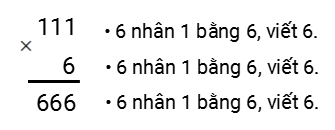 111 • 6 nhân 1 bằng 6, viết 6.
× 6 • 6 nhân 1 bằng 6, viết 6.
666 • 6 nhân 1 bằng 6, viết 6.